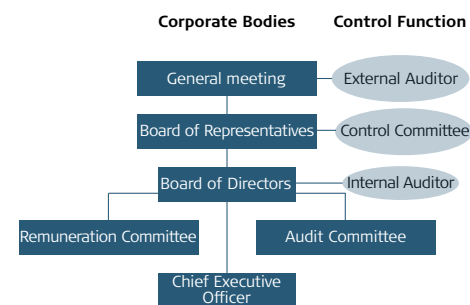 Corporate Bodies Control Function
General meeting External Auditor
Board of Representatives Control Committee
Board of Directors Internal Auditor
Remuneration Committee Audit Committee
Chief Executive
Officer